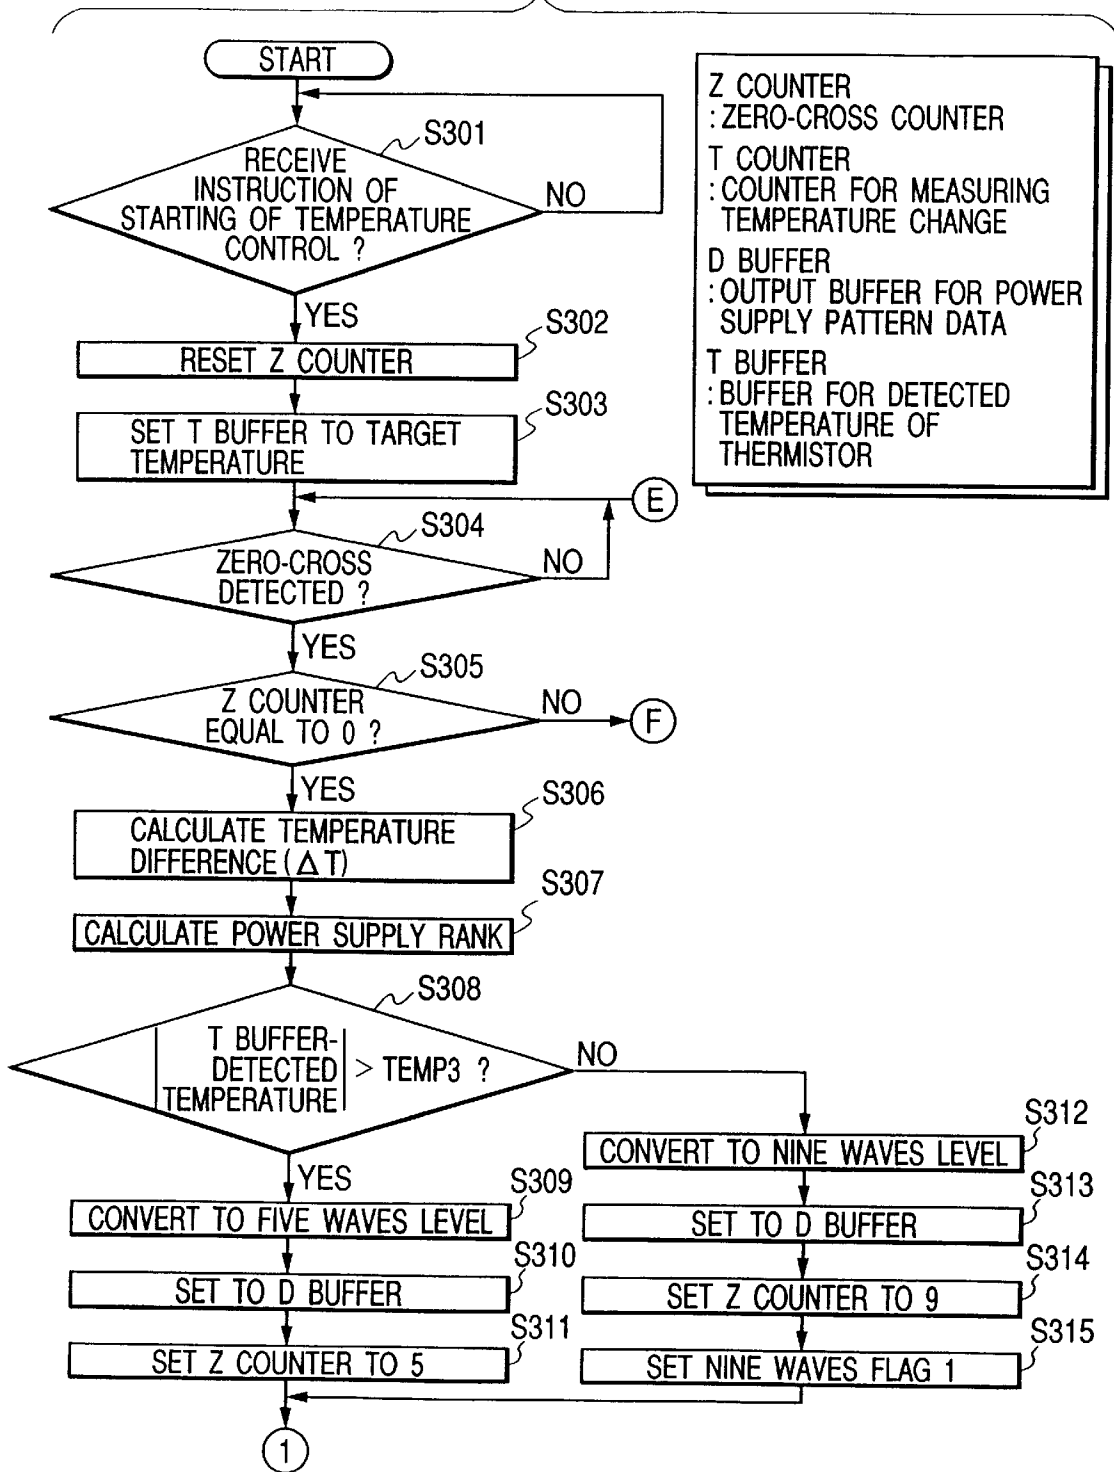 START
S301
RECEIVE
INSTRUCTION OF
STARTING OF TEMPERATURE
CONTROL ?
NO
YES
S302
RESET Z COUNTER
S303
SET T BUFFER TO TARGET
TEMPERATURE
E
S304
ZERO-CROSS
DETECTED ?
NO
YES
S305
Z COUNTER
EQUAL TO 0 ?
NO
F
YES
S306
CALCULATE TEMPERATURE
DIFFERENCE (Δ T)
S307
CALCULATE POWER SUPPLY RANK
S308
|T BUFFER-
DETECTED
TEMPERATURE| > TEMP3 ?
NO
YES
S309
CONVERT TO FIVE WAVES LEVEL
S310
SET TO D BUFFER
S311
SET Z COUNTER TO 5
S312
CONVERT TO NINE WAVES LEVEL
S313
SET TO D BUFFER
S314
SET Z COUNTER TO 9
S315
SET NINE WAVES FLAG 1
1
Z COUNTER
: ZERO-CROSS COUNTER
T COUNTER
: COUNTER FOR MEASURING
TEMPERATURE CHANGE
D BUFFER
: OUTPUT BUFFER FOR POWER
SUPPLY PATTERN DATA
T BUFFER
: BUFFER FOR DETECTED
TEMPERATURE OF
THERMISTOR